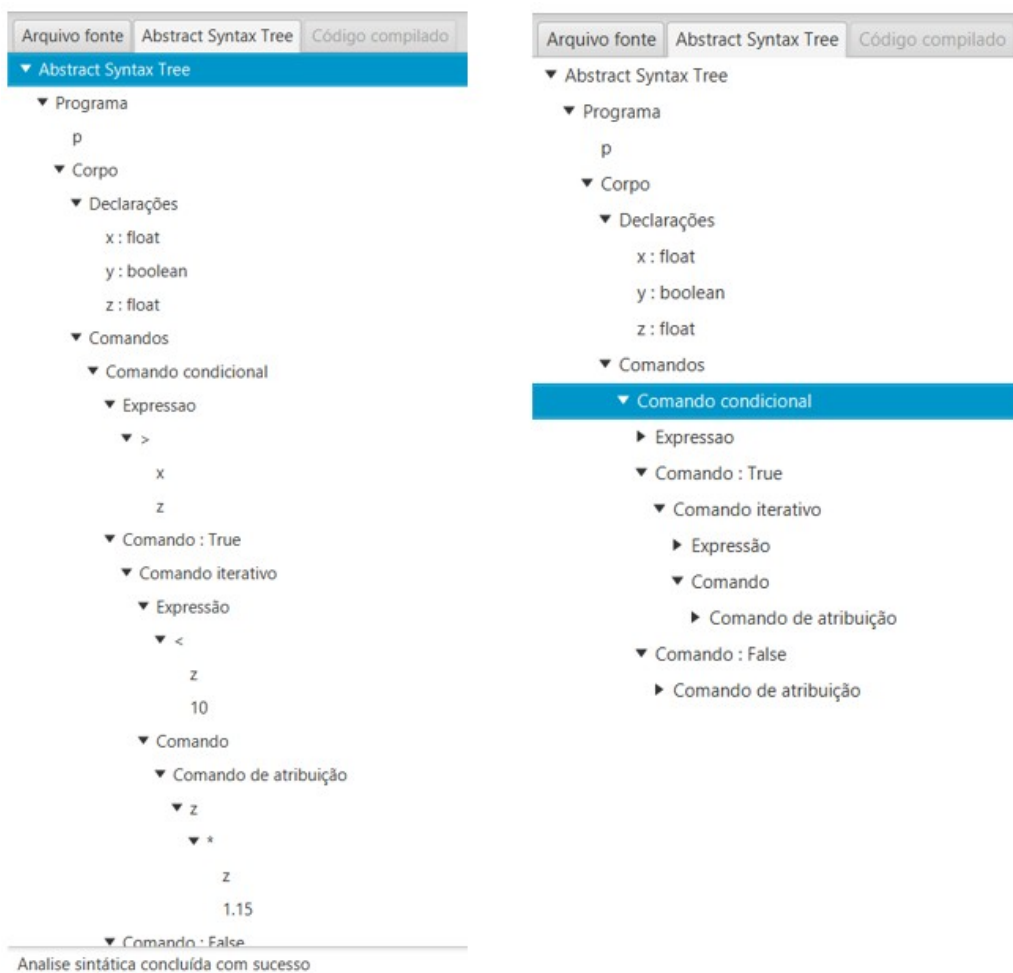 Arquivo fonte Abstract Syntax Tree Código compilado
Abstract Syntax Tree
Programa
p
Corpo
Declarações
x : float
y : boolean
z : float
Comandos
Comando condicional
Expressao
>
x
z
Comando : True
Comando iterativo
Expressão
<
z
10
Comando
Comando de atribuição
z
*
z
1.15
Comando : False
Analise sintática concluída com sucesso
Arquivo fonte Abstract Syntax Tree Código compilado
Abstract Syntax Tree
Programa
p
Corpo
Declarações
x : float
y : boolean
z : float
Comandos
Comando condicional
Expressao
Comando : True
Comando iterativo
Expressão
Comando
Comando de atribuição
Comando : False
Comando de atribuição